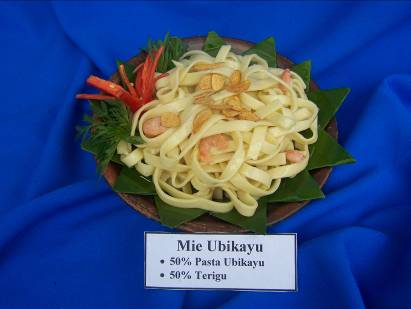 Mie Ubikayu
• 50% Pasta Ubikayu
• 50% Terigu